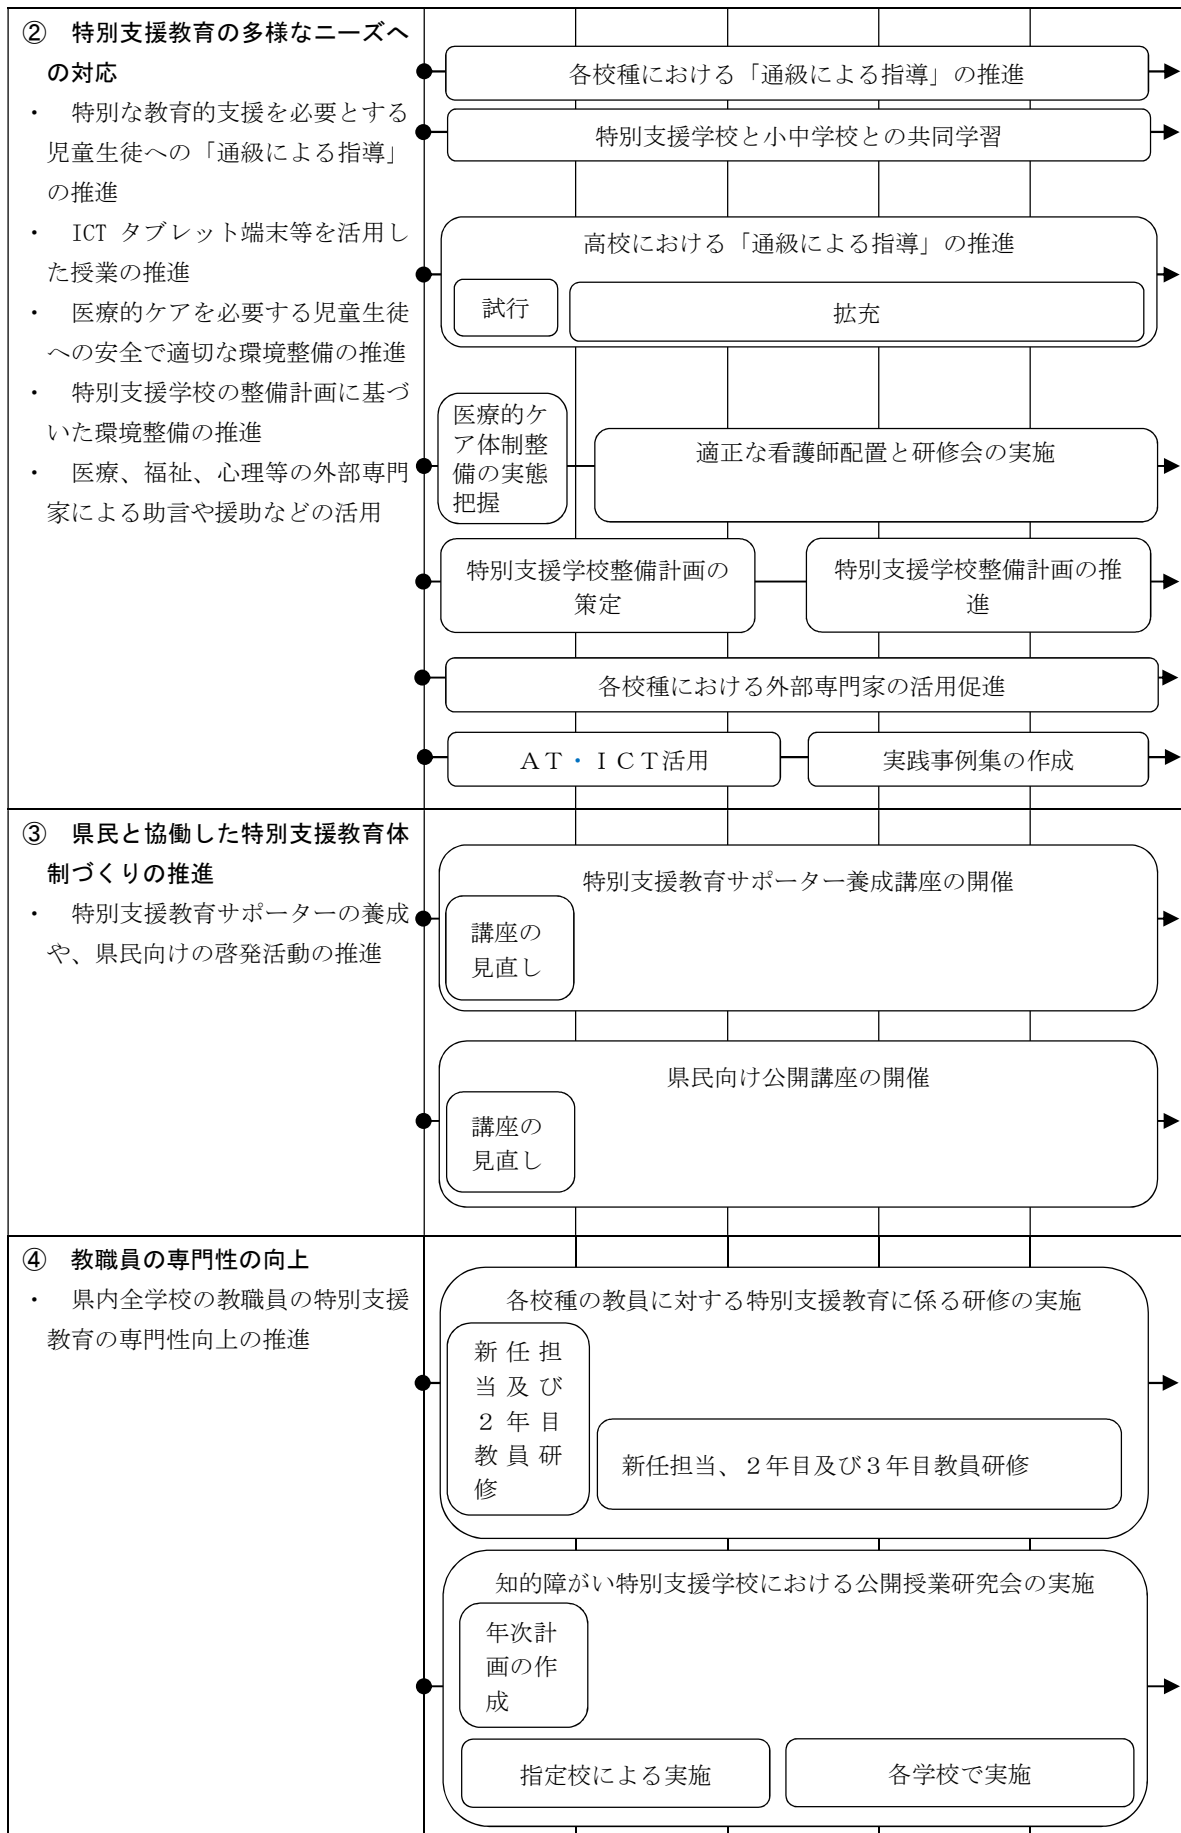 ② 特別支援教育の多様なニーズへ
の対応
・ 特別な教育的支援を必要とする
児童生徒への「通級による指導」
の推進
・ ICT タブレット端末等を活用し
た授業の推進
・ 医療的ケアを必要する児童生徒
への安全で適切な環境整備の推進
・ 特別支援学校の整備計画に基づ
いた環境整備の推進
・ 医療、福祉、心理等の外部専門
家による助言や援助などの活用
各校種における「通級による指導」の推進
特別支援学校と小中学校との共同学習
高校における「通級による指導」の推進
試行
拡充
医療的ケ
ア体制整
備の実態
把握
適正な看護師配置と研修会の実施
特別支援学校整備計画の
策定
特別支援学校整備計画の推
進
各校種における外部専門家の活用促進
ＡＴ・ＩＣＴ活用
実践事例集の作成
③ 県民と協働した特別支援教育体
制づくりの推進
・ 特別支援教育サポーターの養成
や、県民向けの啓発活動の推進
特別支援教育サポーター養成講座の開催
講座の
見直し
県民向け公開講座の開催
講座の
見直し
④ 教職員の専門性の向上
・ 県内全学校の教職員の特別支援
教育の専門性向上の推進
各校種の教員に対する特別支援教育に係る研修の実施
新任担
当及び
２年目
教員研
修
新任担当、２年目及び３年目教員研修
知的障がい特別支援学校における公開授業研究会の実施
年次計
画の作
成
指定校による実施
各学校で実施